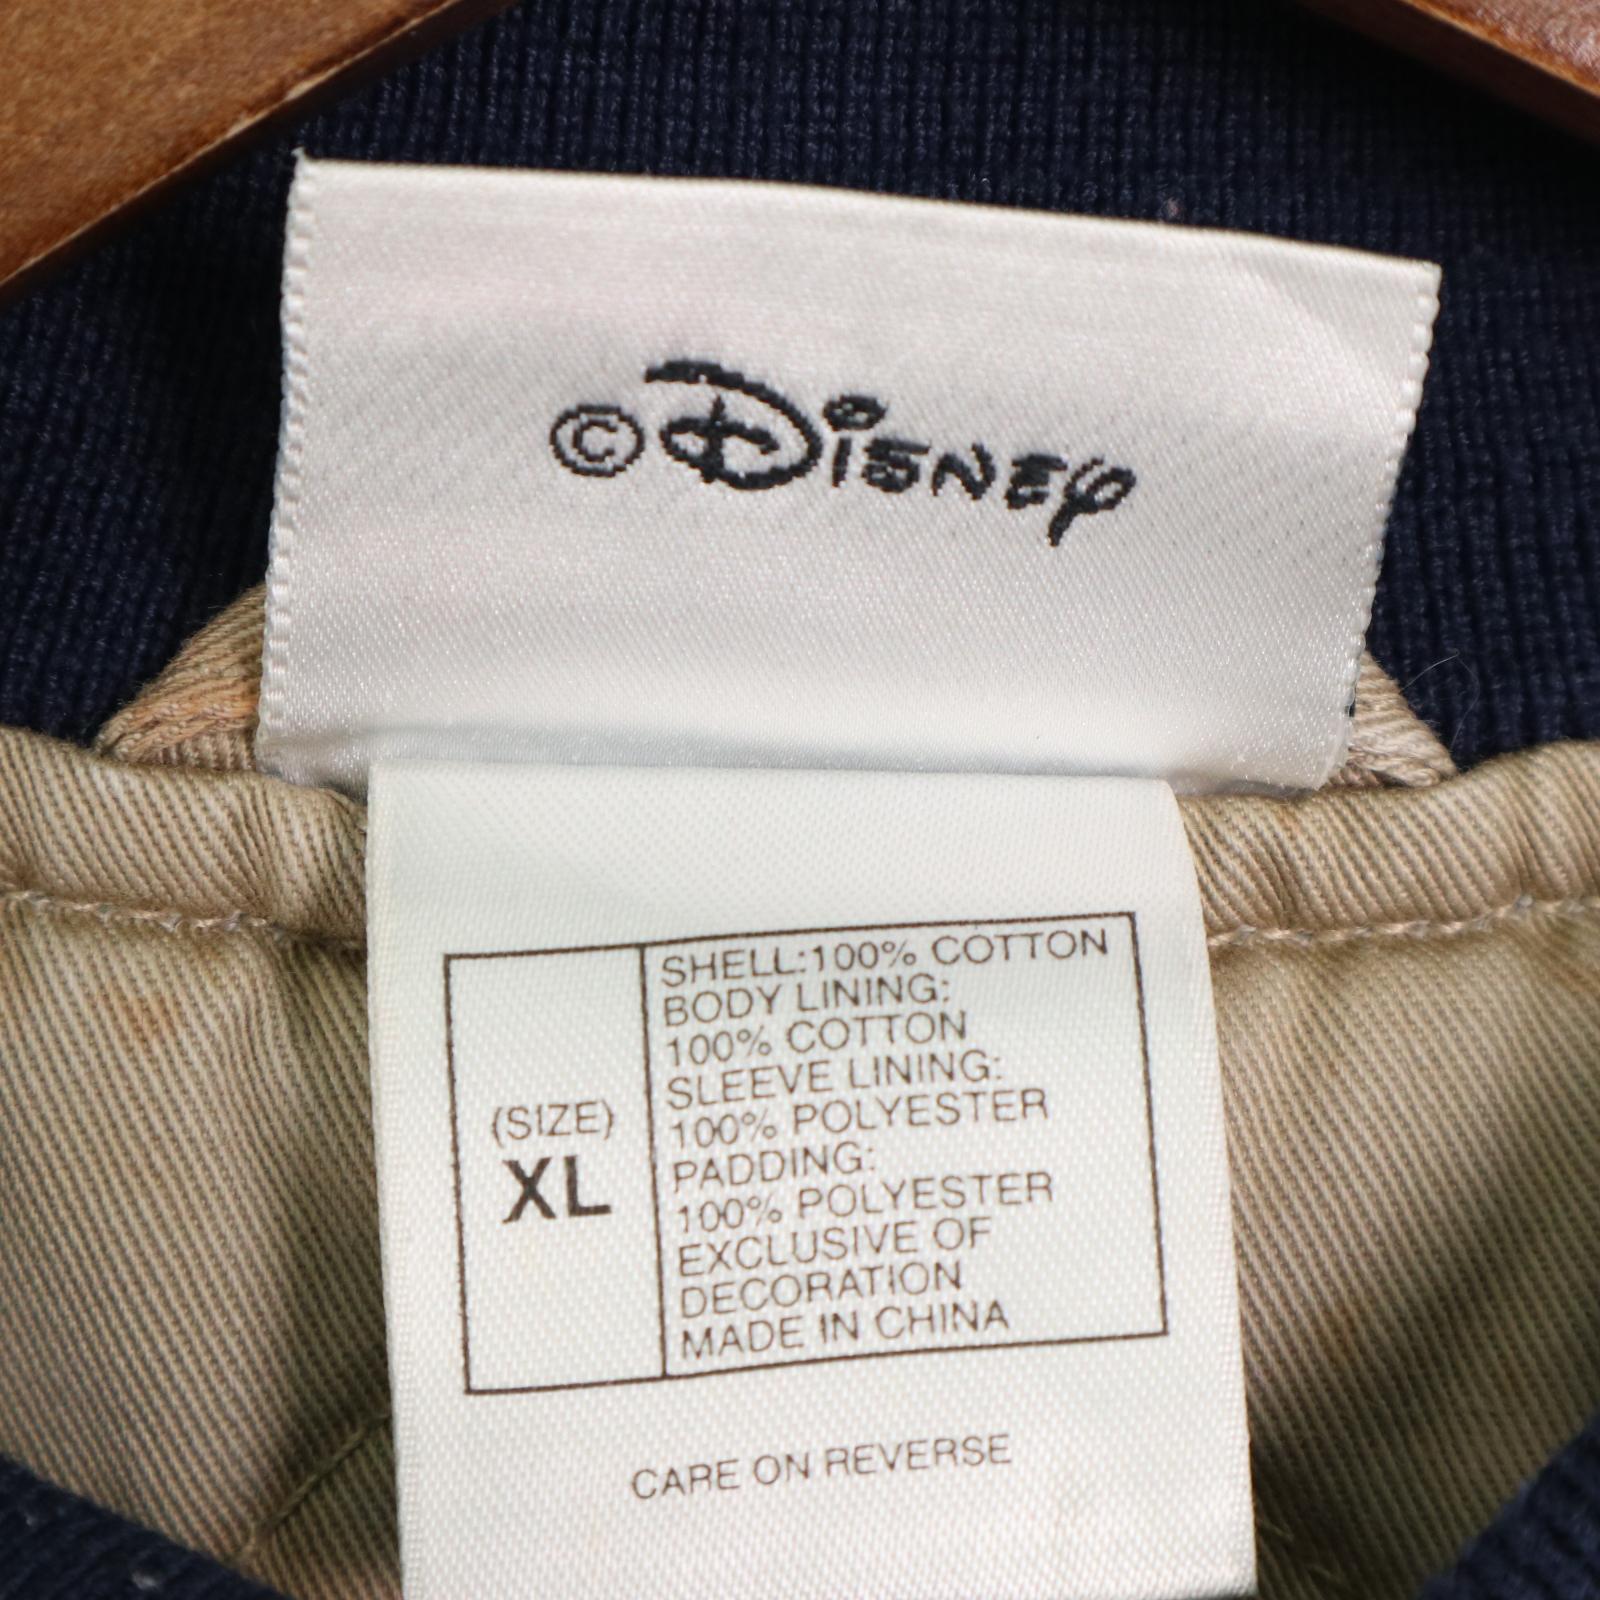 ©Disney
(SIZE)
XL
SHELL:100% COTTON
BODY LINING:
100% COTTON
SLEEVE LINING:
100% POLYESTER
PADDING:
100% POLYESTER
EXCLUSIVE OF
DECORATION
MADE IN CHINA
CARE ON REVERSE